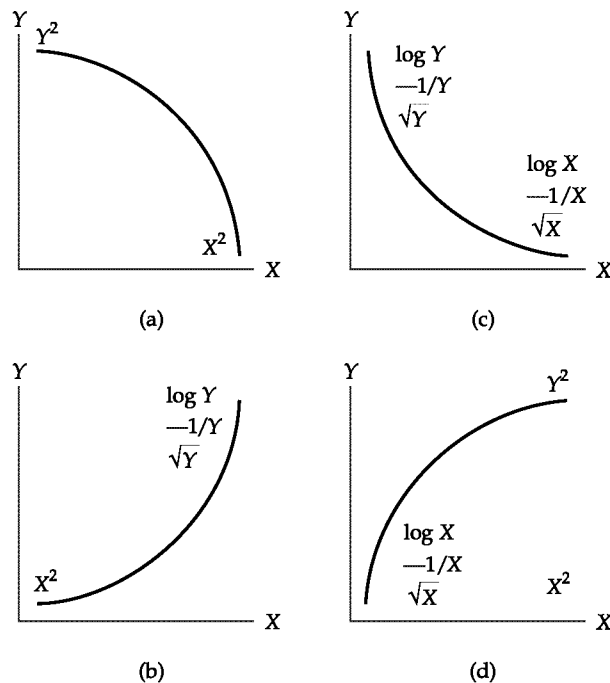 Y
Y²
X²
X
(a)
Y
log Y
—1/Y
√Y
log X
—1/X
√X
X
(c)
Y
log Y
—1/Y
√Y
X²
X
(b)
Y
Y²
log X
—1/X
√X
X²
X
(d)